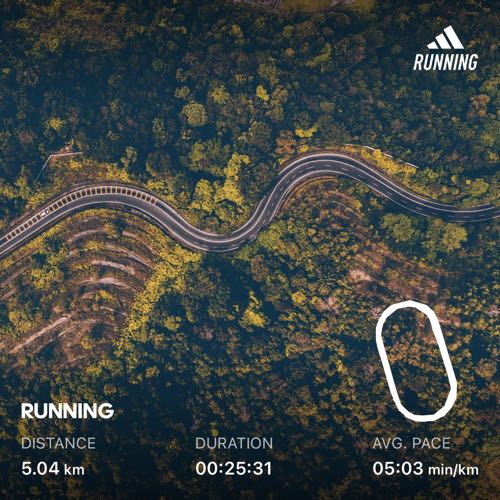 RUNNING
RUNNING
DISTANCE DURATION AVG. PACE
5.04 km 00:25:31 05:03 min/km